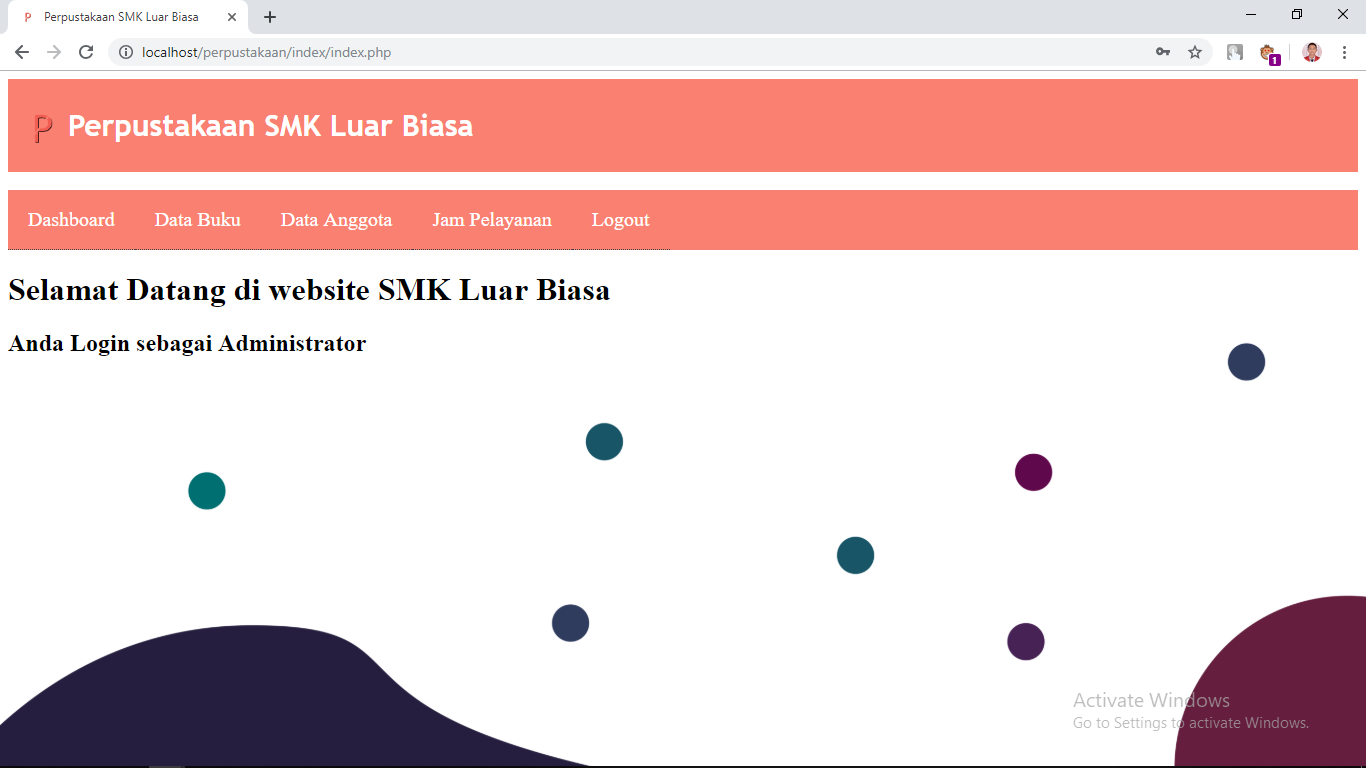 Perpustakaan SMK Luar Biasa
localhost/perpustakaan/index/index.php
1
P Perpustakaan SMK Luar Biasa
Dashboard Data Buku Data Anggota Jam Pelayanan Logout
Selamat Datang di website SMK Luar Biasa
Anda Login sebagai Administrator
Activate Windows
Go to Settings to activate Windows.